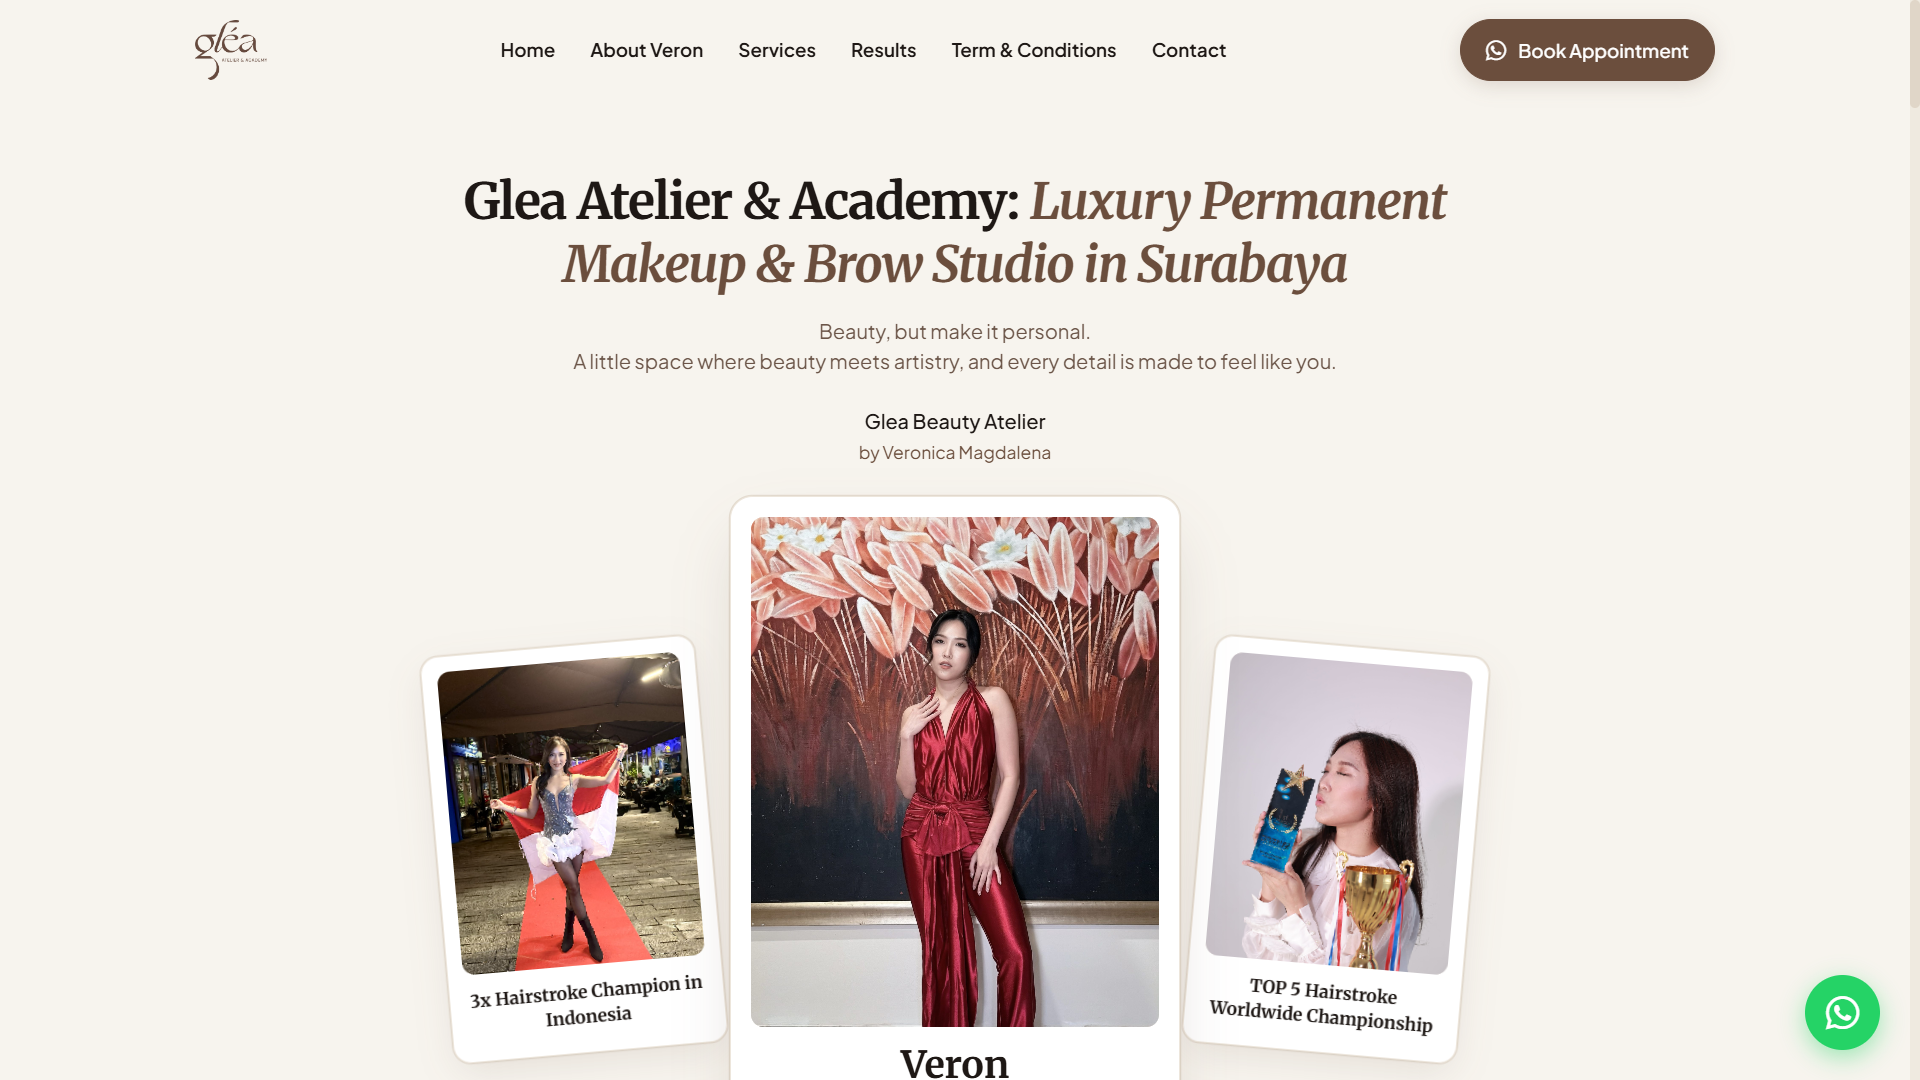 gléa
ATELIER & ACADEMY
Home
About Veron
Services
Results
Term & Conditions
Contact
Book Appointment
Glea Atelier & Academy: Luxury Permanent
Makeup & Brow Studio in Surabaya
Beauty, but make it personal.
A little space where beauty meets artistry, and every detail is made to feel like you.
Glea Beauty Atelier
by Veronica Magdalena
3x Hairstroke Champion in
Indonesia
Veron
TOP 5 Hairstroke
Worldwide Championship